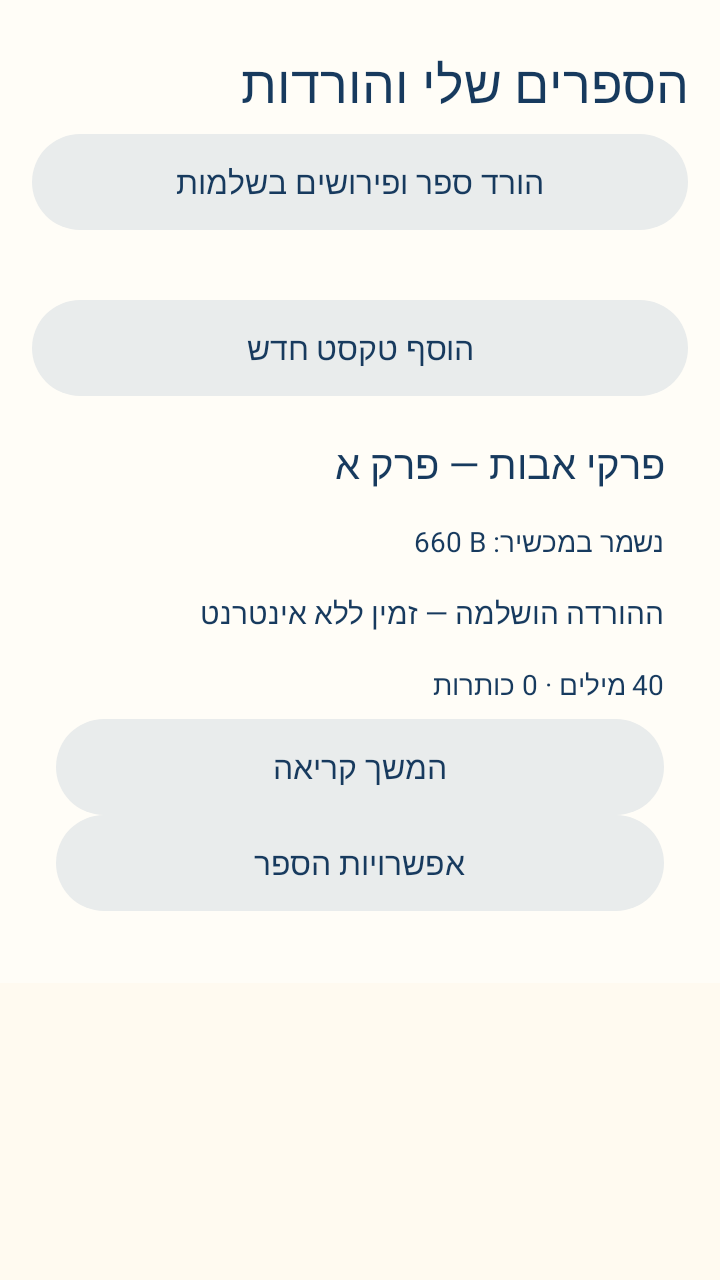 הספרים שלי והורדות
הורד ספר ופירושים בשלמות
הוסף טקסט חדש
פרקי אבות — פרק א
נשמר במכשיר: 660 B
ההורדה הושלמה — זמין ללא אינטרנט
40 מילים · 0 כותרות
המשך קריאה
אפשרויות הספר